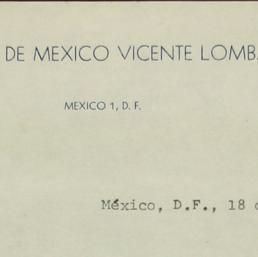 DE MEXICO VICENTE LOMB
MEXICO 1, D. F.
México, D.F., 18